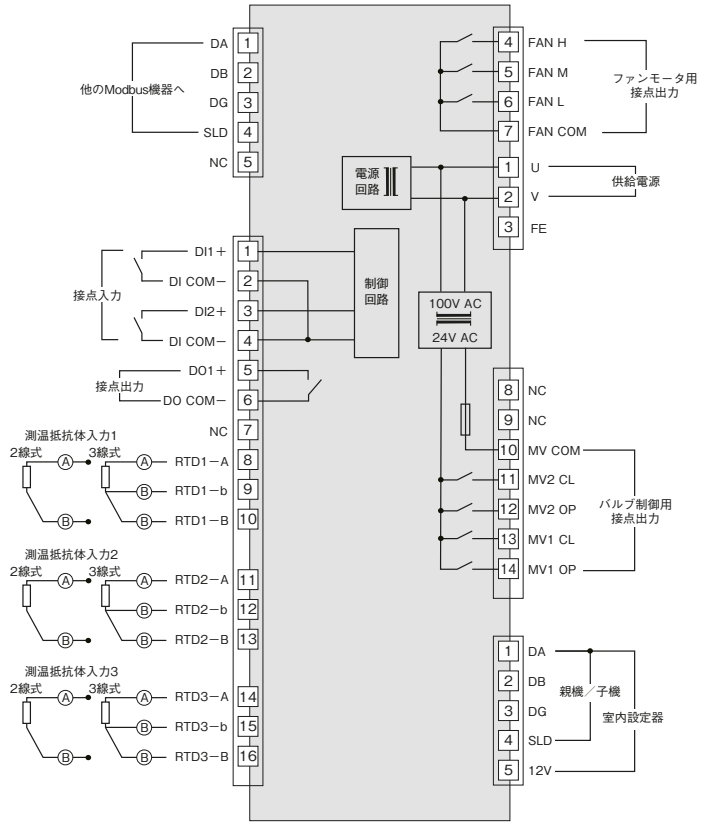 他のModbus機器へ
DA 1
DB 2
DG 3
SLD 4
NC 5
接点入力
DI1＋ 1
DI COM− 2
DI2＋ 3
DI COM− 4
接点出力
DO1＋ 5
DO COM− 6
NC 7
測温抵抗体入力1
2線式 3線式
A A RTD1−A 8
B RTD1−b 9
B B RTD1−B 10
測温抵抗体入力2
2線式 3線式
A A RTD2−A 11
B RTD2−b 12
B B RTD2−B 13
測温抵抗体入力3
2線式 3線式
A A RTD3−A 14
B RTD3−b 15
B B RTD3−B 16
電源
回路
制御
回路
100V AC
24V AC
4 FAN H
5 FAN M
6 FAN L
7 FAN COM
ファンモータ用
接点出力
1 U
2 V
3 FE
供給電源
8 NC
9 NC
10 MV COM
11 MV2 CL
12 MV2 OP
13 MV1 CL
14 MV1 OP
バルブ制御用
接点出力
1 DA
2 DB
3 DG
4 SLD
5 12V
親機／子機
室内設定器